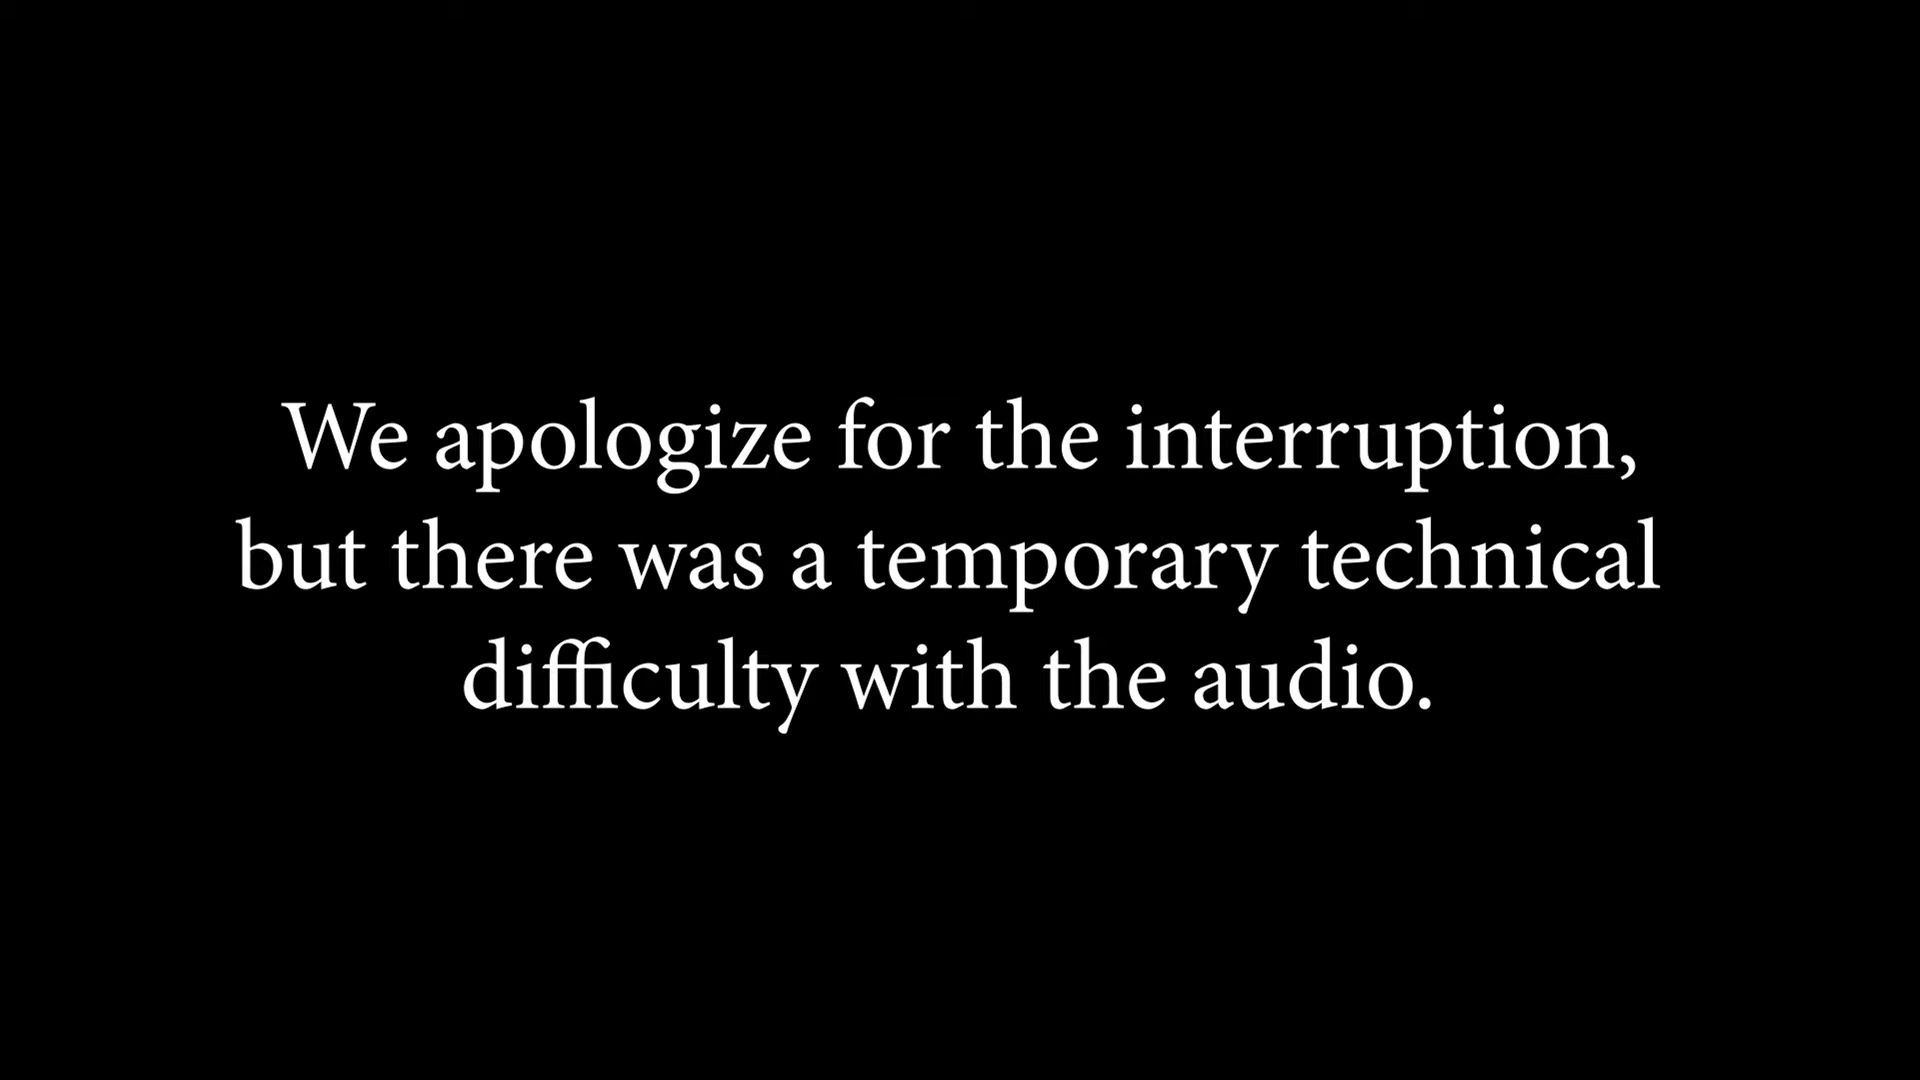 We apologize for the interruption,
but there was a temporary technical
difficulty with the audio.